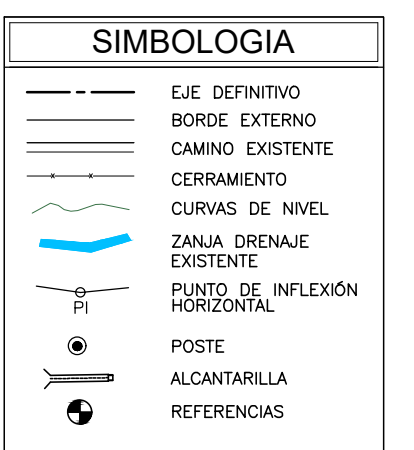 SIMBOLOGIA
EJE DEFINITIVO
BORDE EXTERNO
CAMINO EXISTENTE
CERRAMIENTO
CURVAS DE NIVEL
ZANJA DRENAJE
EXISTENTE
PUNTO DE INFLEXIÓN
HORIZONTAL
PI
POSTE
ALCANTARILLA
REFERENCIAS